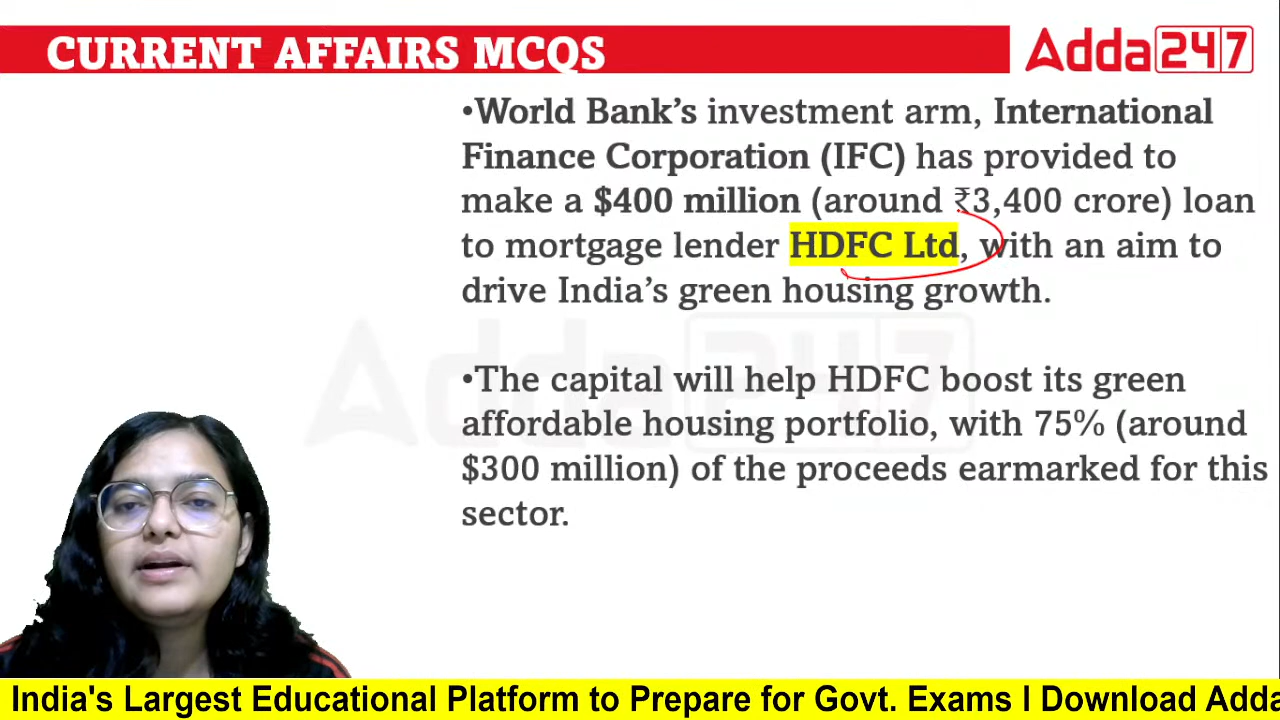 CURRENT AFFAIRS MCQS
Adda247
•World Bank’s investment arm, International
Finance Corporation (IFC) has provided to
make a $400 million (around ₹3,400 crore) loan
to mortgage lender HDFC Ltd, with an aim to
drive India’s green housing growth.
•The capital will help HDFC boost its green
affordable housing portfolio, with 75% (around
$300 million) of the proceeds earmarked for this
sector.
Adda247
India's Largest Educational Platform to Prepare for Govt. Exams I Download Adda